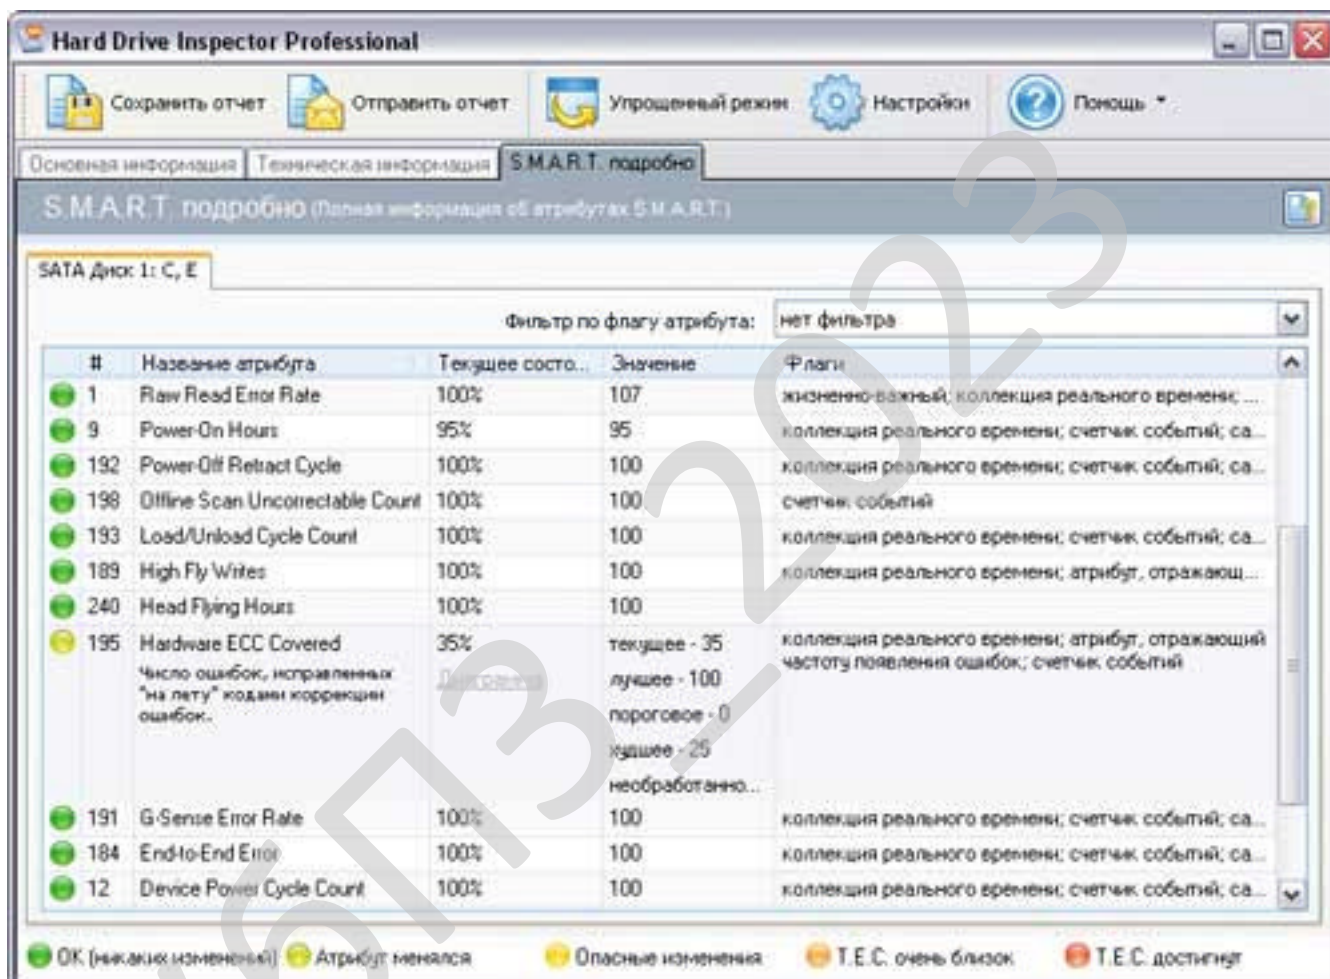 Hard Drive Inspector Professional
Сохранить отчет Отправить отчет Упрощенный режим Настройки Помощь
Основная информация Техническая информация S.M.A.R.T. подробно
S.M.A.R.T. подробно (Полная информация об атрибутах S.M.A.R.T.)
SATA Диск 1: C, E
Фильтр по флагу атрибута: нет фильтра
# Название атрибута Текущее состо... Значение Флаги
1 Raw Read Error Rate 100% 107 жизненно-важный; коллекция реального времени; ...
9 Power-On Hours 95% 95 коллекция реального времени; счетчик событий; са...
192 Power-Off Retract Cycle 100% 100 коллекция реального времени; счетчик событий; са...
198 Offline Scan Uncorrectable Count 100% 100 счетчик событий
193 Load/Unload Cycle Count 100% 100 коллекция реального времени; счетчик событий; са...
189 High Fly Writes 100% 100 коллекция реального времени; атрибут, отражающ...
240 Head Flying Hours 100% 100
195 Hardware ECC Covered 35% текущее - 35 коллекция реального времени; атрибут, отражающий
частоту появления ошибок; счетчик событий
Число ошибок, исправленных Диаграмма лучшее - 100
"на лету" кодами коррекции
ошибок. пороговое - 0
худшее - 25
необработанно...
191 G-Sense Error Rate 100% 100 коллекция реального времени; счетчик событий; са...
184 End-to-End Error 100% 100 коллекция реального времени; счетчик событий; са...
12 Device Power Cycle Count 100% 100 коллекция реального времени; счетчик событий; са...
OK (никаких изменений) Атрибут менялся Опасные изменения T.E.C. очень близок T.E.C. достигнут
бПЗ_2023